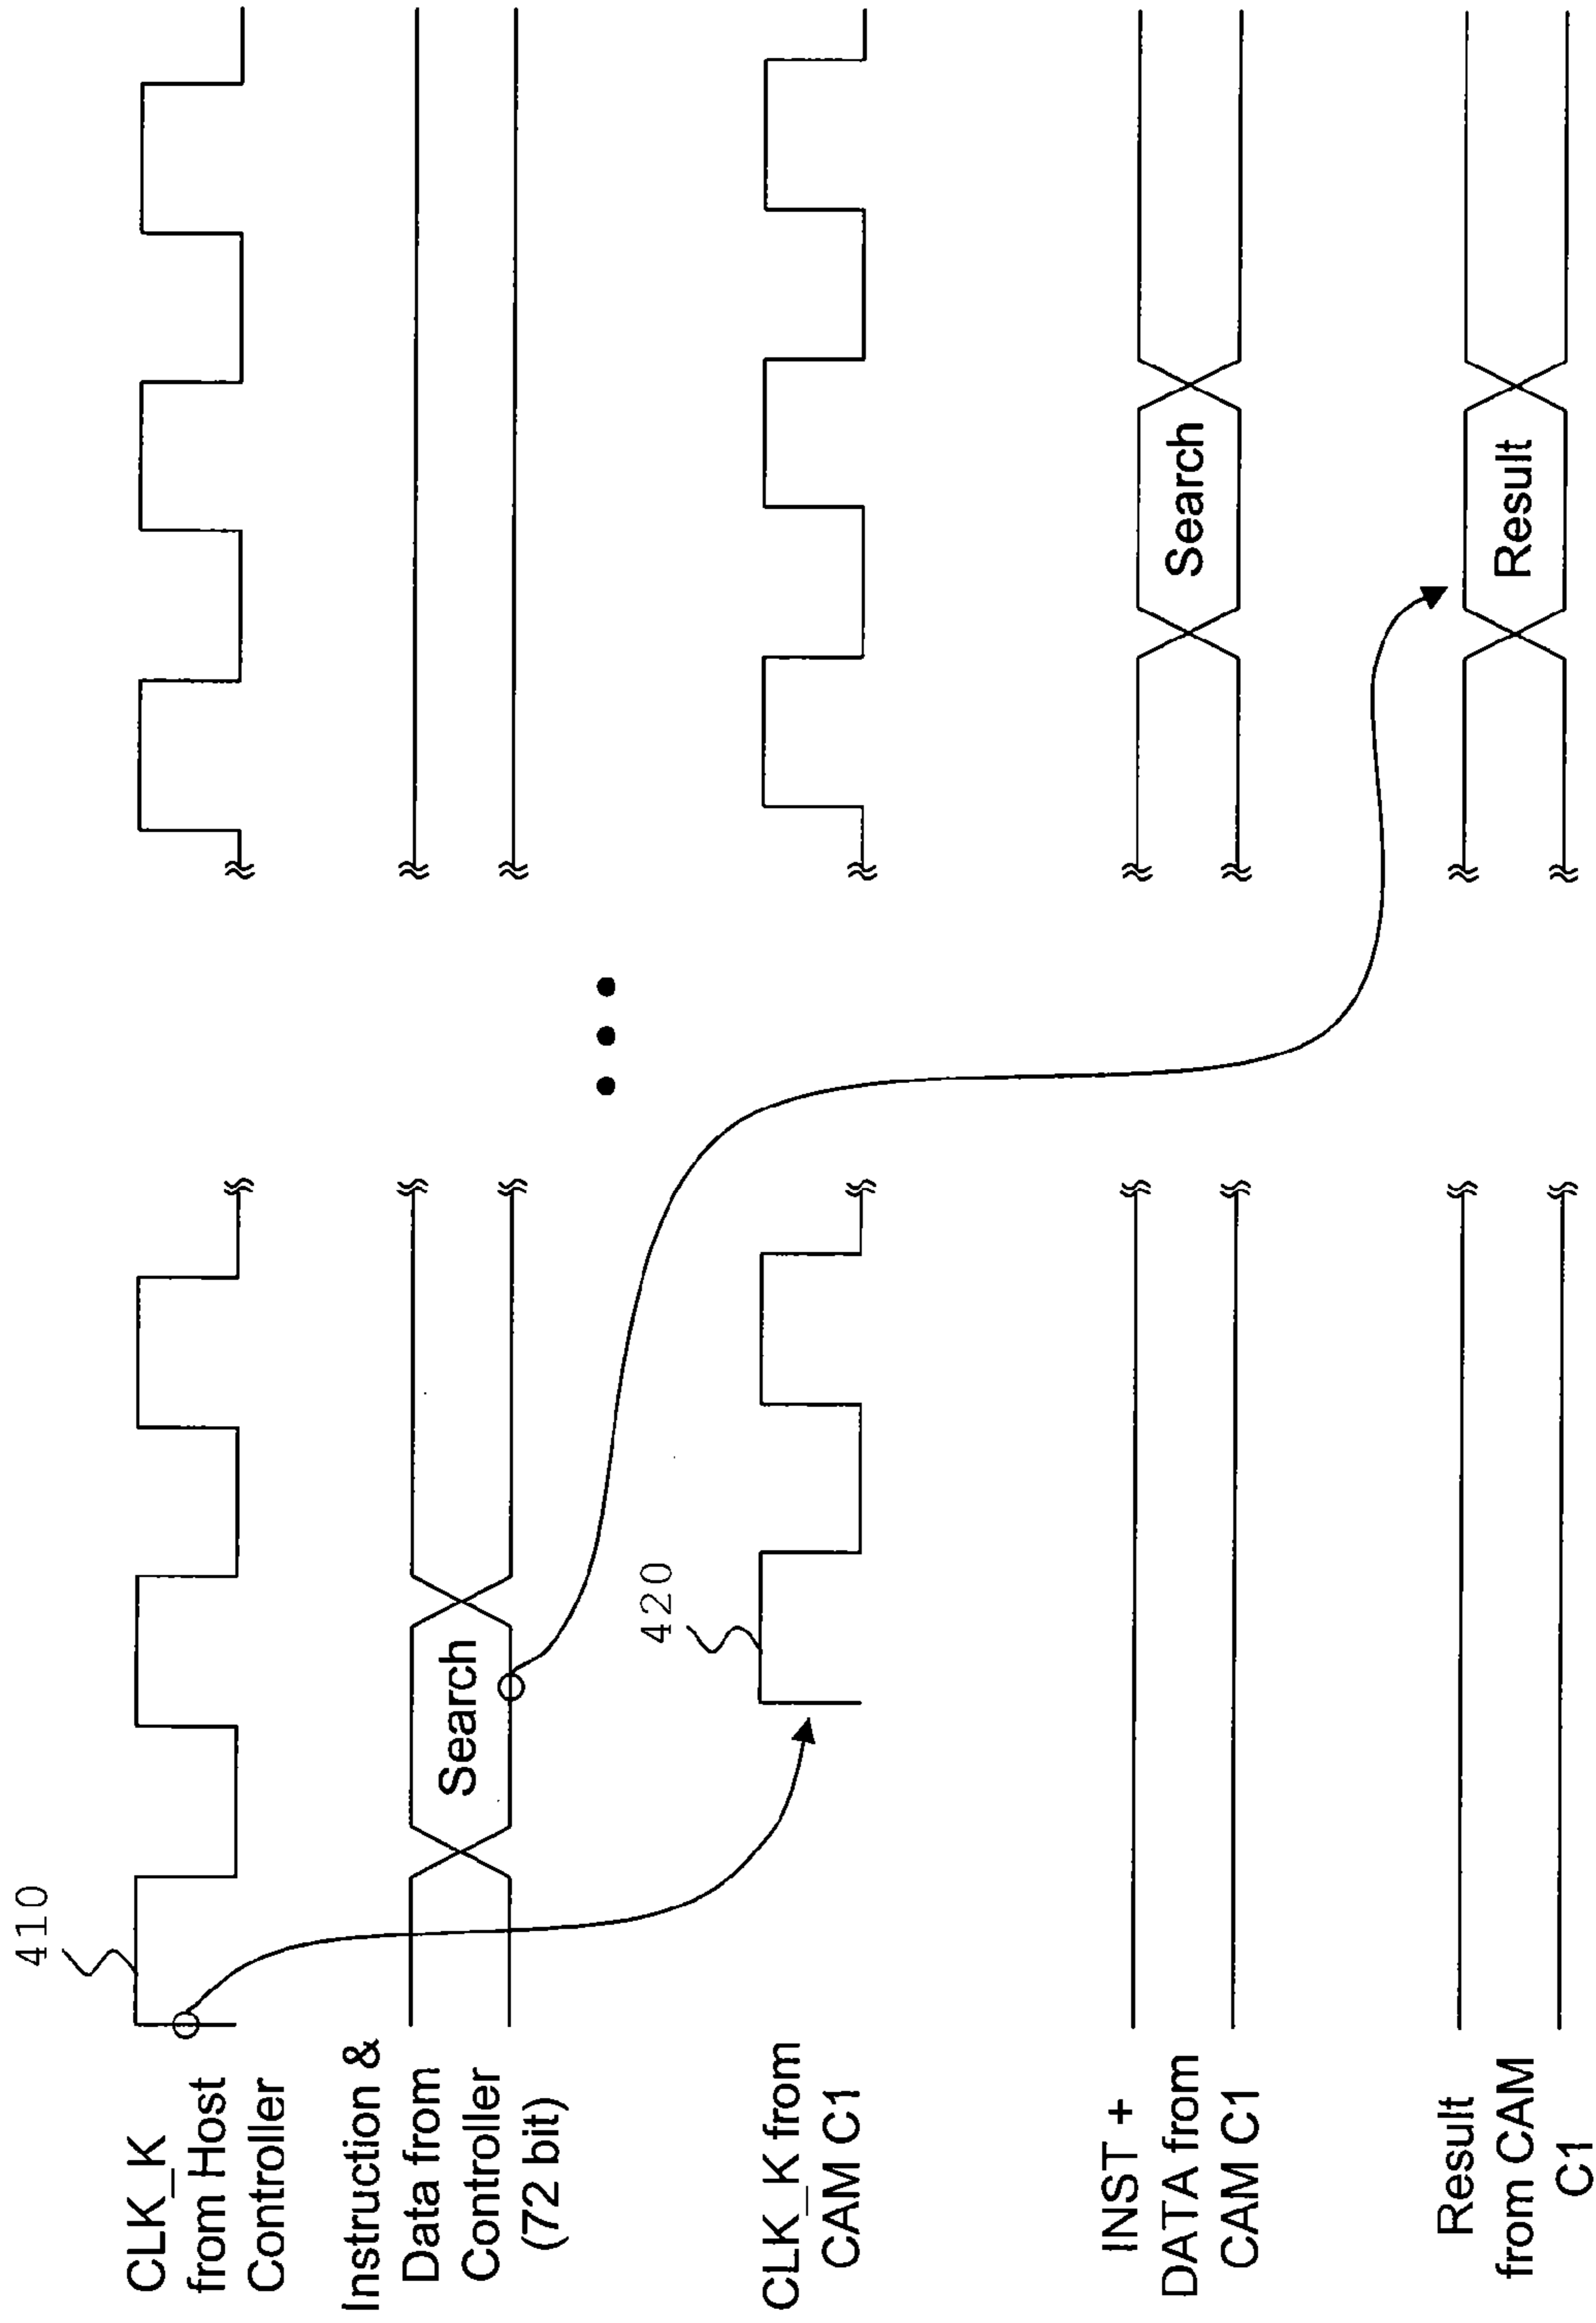 410
CLK_K
from Host
Controller
Instruction &
Data from
Controller
(72 bit)
Search
420
CLK_K from
CAM C1
INST +
DATA from
CAM C1
Search
Result
from CAM
C1
Result